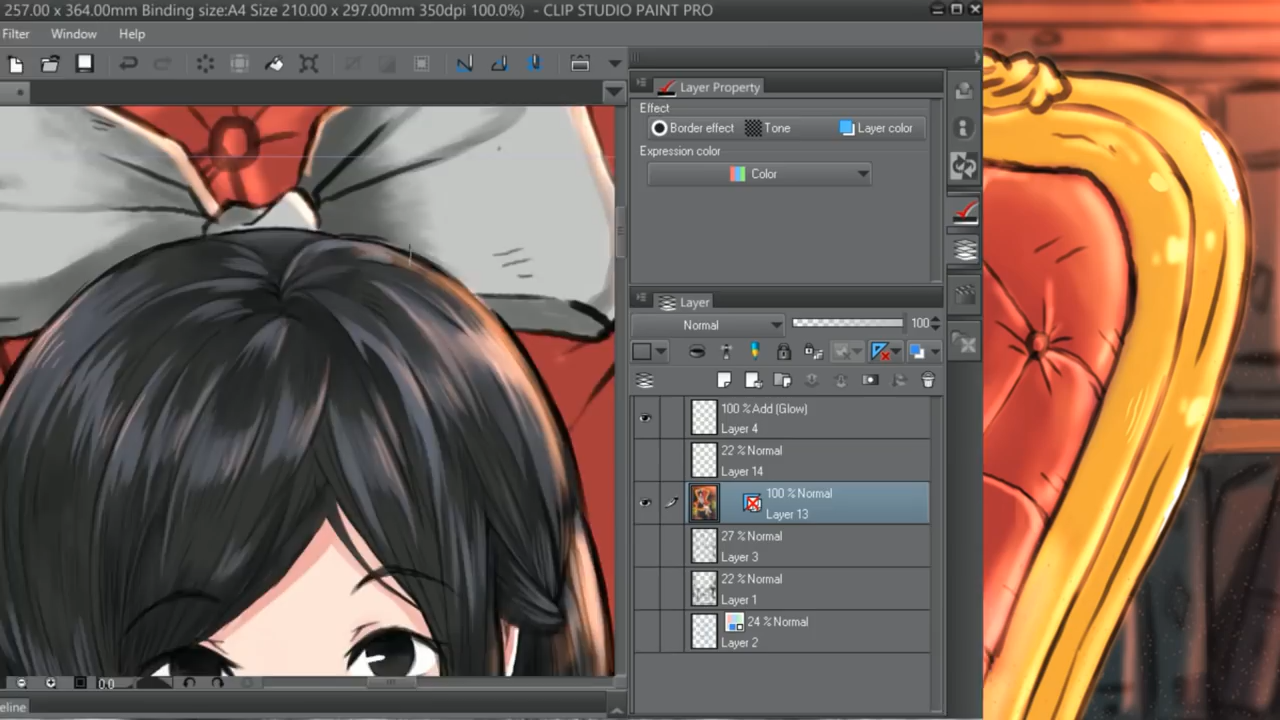 257.00 x 364.00mm Binding size:A4 Size 210.00 x 297.00mm 350dpi 100.0%) - CLIP STUDIO PAINT PRO
Filter Window Help
Layer Property
Effect
Border effect Tone Layer color
Expression color
Color
Layer
Normal 100
100 %Add (Glow)
Layer 4
22 %Normal
Layer 14
100 %Normal
Layer 13
27 %Normal
Layer 3
22 %Normal
Layer 1
24 %Normal
Layer 2
0.0
eline